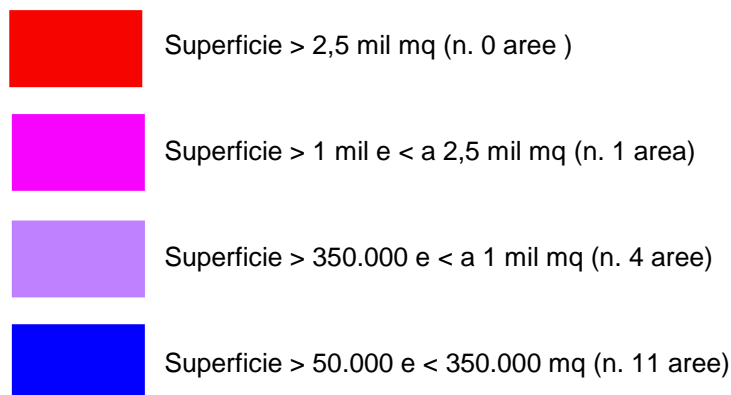 Superficie > 2,5 mil mq (n. 0 aree )
Superficie > 1 mil e < a 2,5 mil mq (n. 1 area)
Superficie > 350.000 e < a 1 mil mq (n. 4 aree)
Superficie > 50.000 e < 350.000 mq (n. 11 aree)